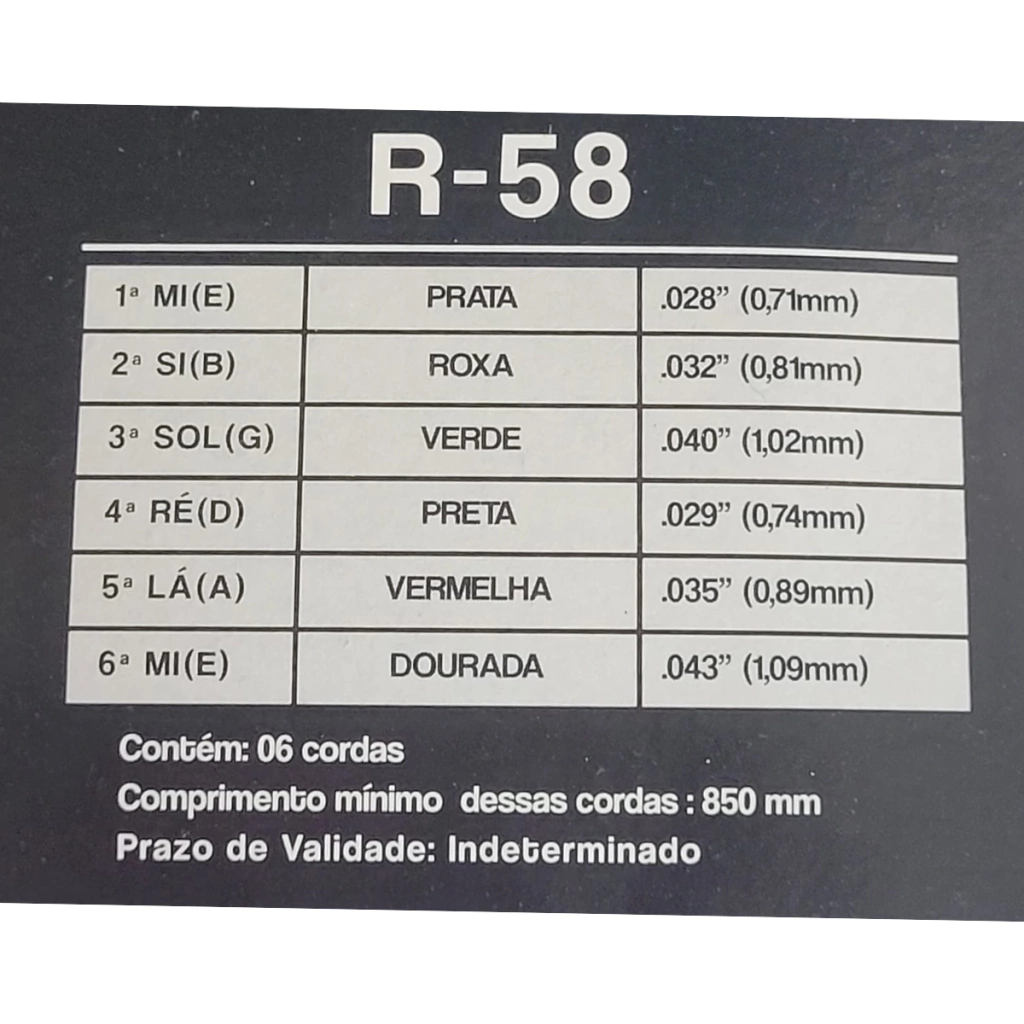 R-58
1ª MI(E) PRATA .028” (0,71mm)
2ª SI(B) ROXA .032” (0,81mm)
3ª SOL(G) VERDE .040” (1,02mm)
4ª RÉ(D) PRETA .029” (0,74mm)
5ª LÁ(A) VERMELHA .035” (0,89mm)
6ª MI(E) DOURADA .043” (1,09mm)
Contém: 06 cordas
Comprimento mínimo dessas cordas : 850 mm
Prazo de Validade: Indeterminado